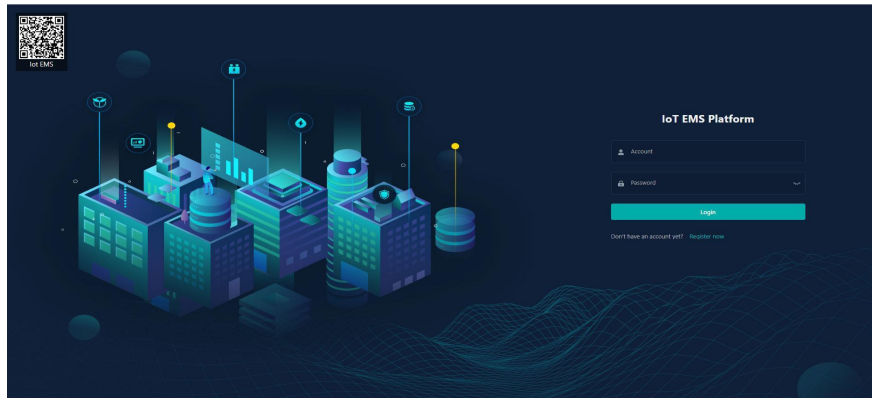 Iot EMS
IoT EMS Platform
Account
Password
Login
Don't have an account yet? Register now